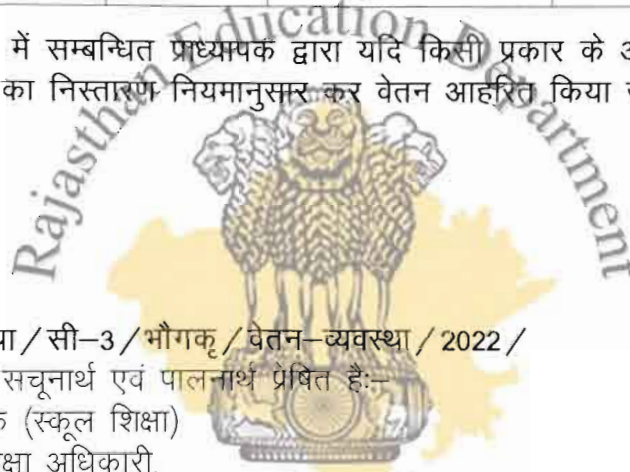 में सम्बन्धित प्राध्यापक द्वारा यदि किसी प्रकार के
का निस्तारण नियमानुसार कर वेतन आहरित किया
Rajasthan Education Department
/सी–3/भौगकृ/वेतन–व्यवस्था/2022/
सचूनार्थ एवं पालनार्थ प्रेषित है:–
(स्कूल शिक्षा)
अधिकारी,